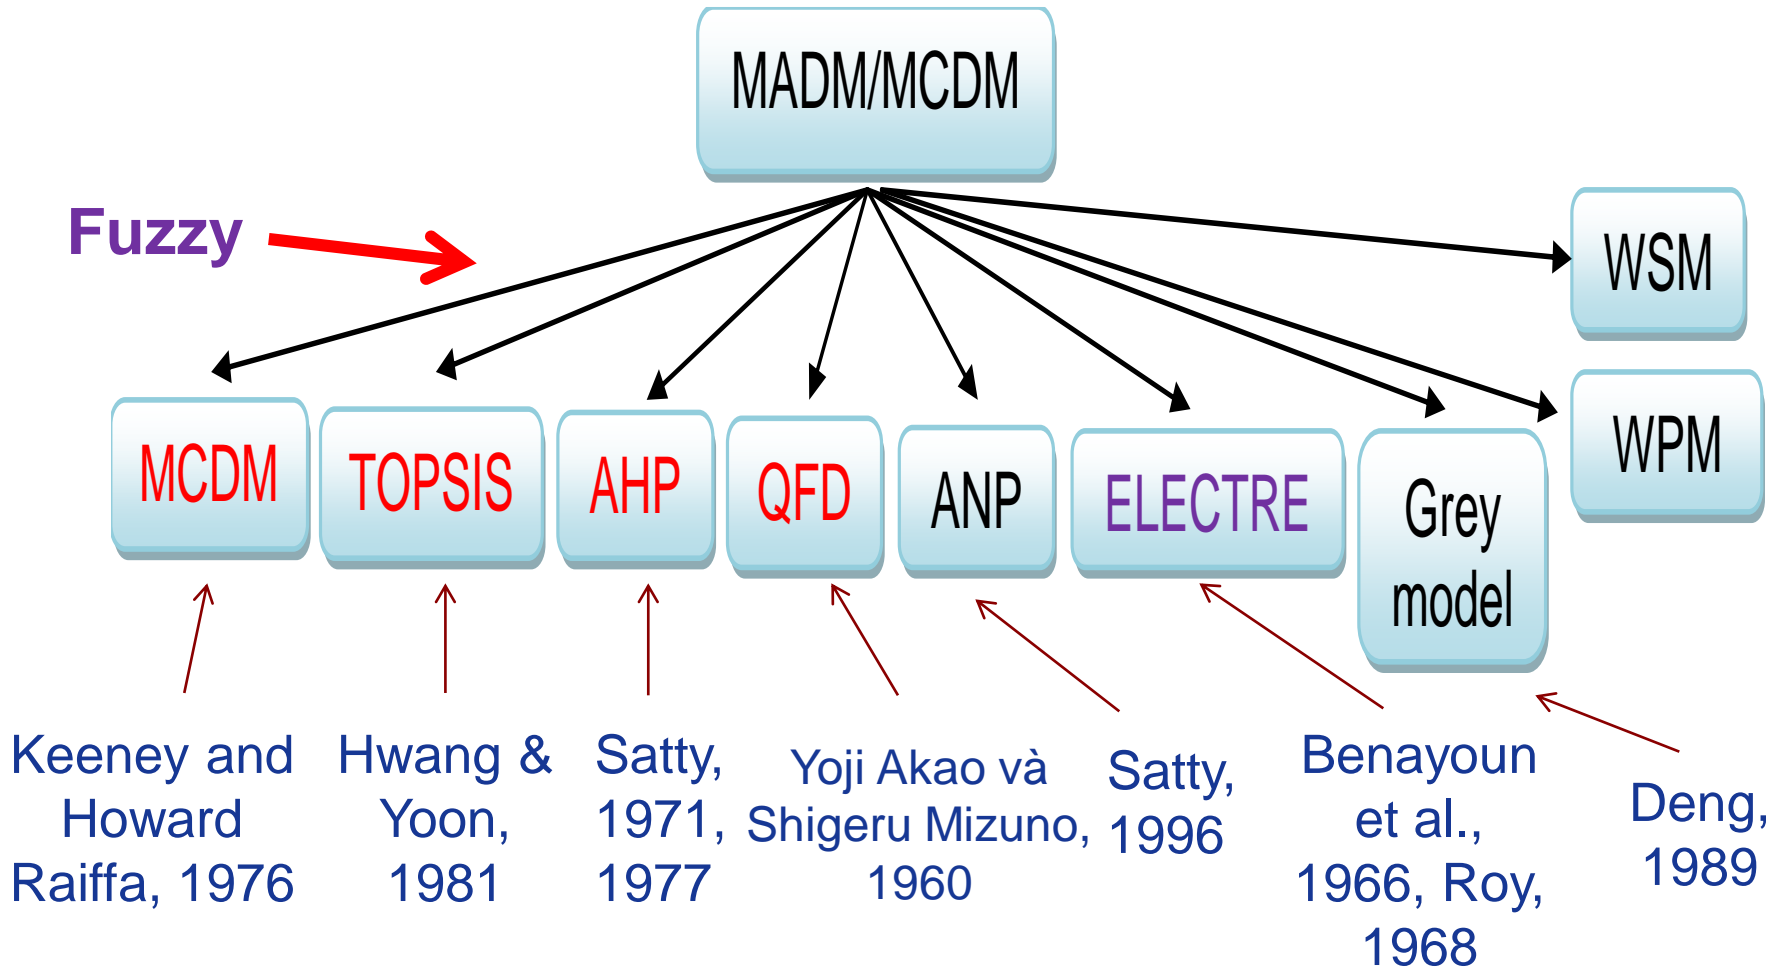 MADM/MCDM
Fuzzy
WSM
WPM
MCDM
TOPSIS
AHP
QFD
ANP
ELECTRE
Grey
model
Keeney and
Howard
Raiffa, 1976
Hwang &
Yoon,
1981
Satty,
1971,
1977
Yoji Akao và
Shigeru Mizuno,
1960
Satty,
1996
Benayoun
et al.,
1966, Roy,
1968
Deng,
1989